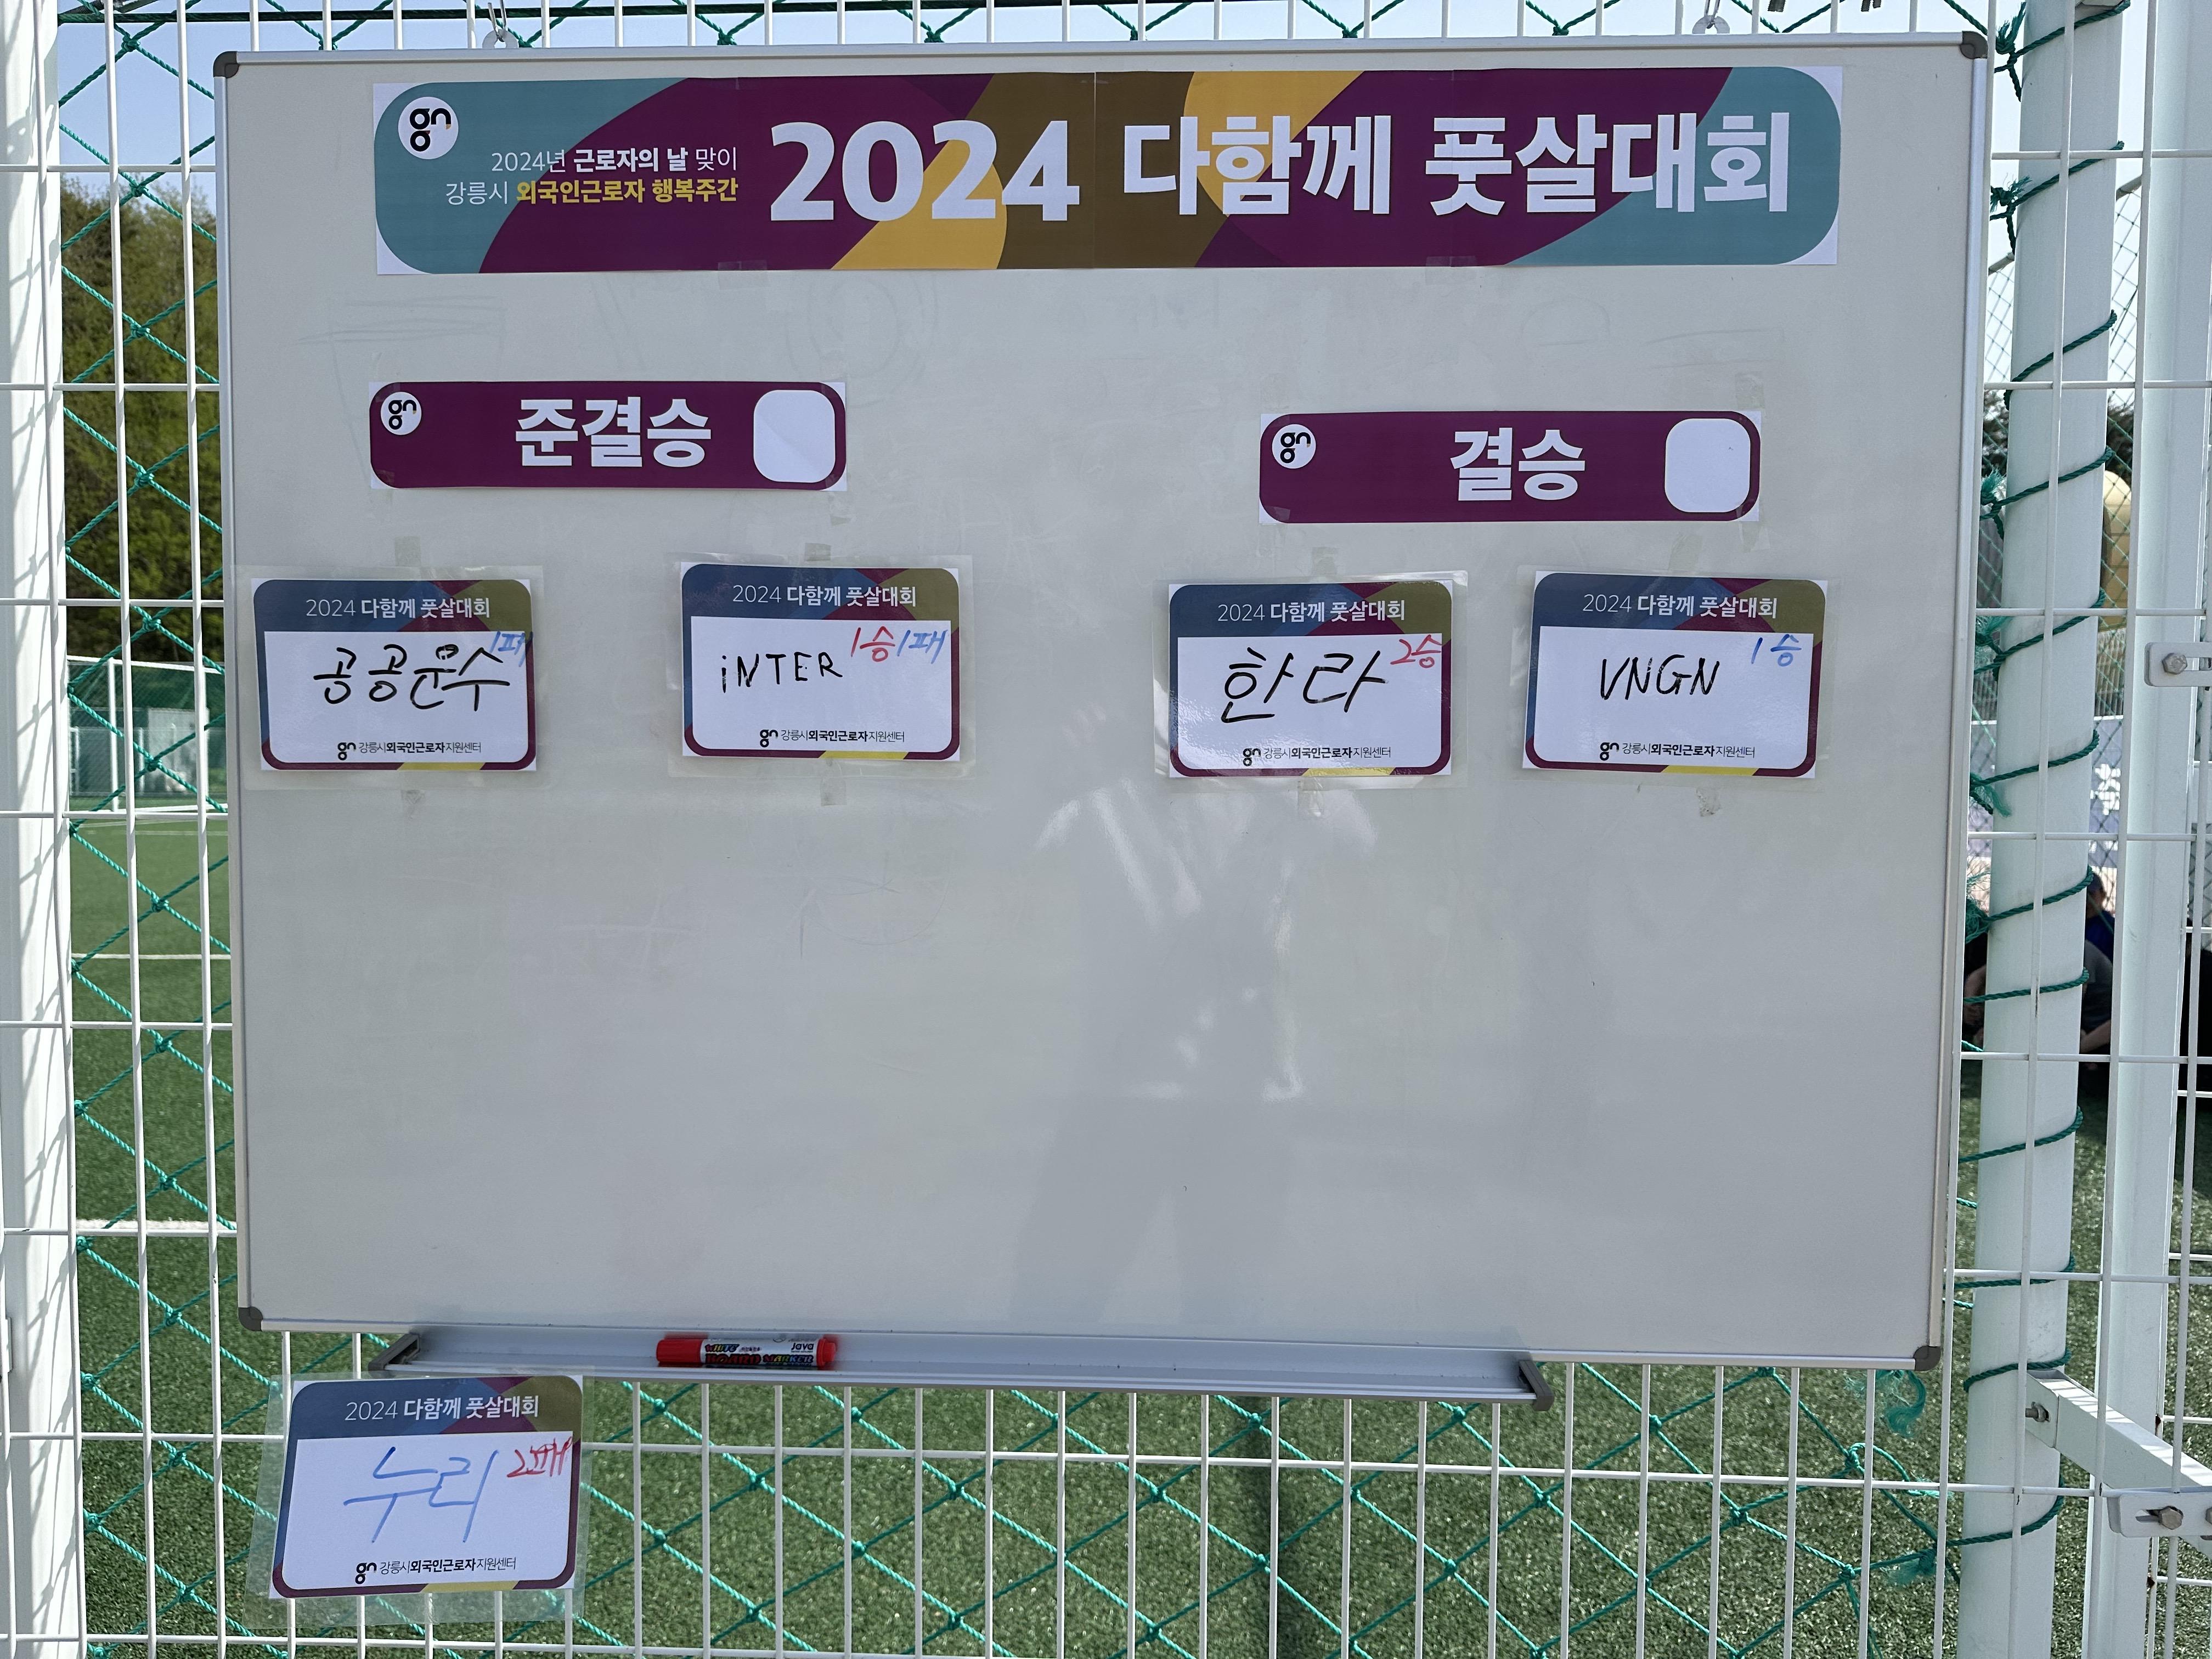 gn
2024년 근로자의 날 맞이
강릉시 외국인근로자 행복주간
2024 다함께 풋살대회
gn
준결승
gn
결승
2024 다함께 풋살대회
공공운수 1패
gn 강릉시외국인근로자지원센터
2024 다함께 풋살대회
iNTER 1승1패
gn 강릉시외국인근로자지원센터
2024 다함께 풋살대회
한라 2승
gn 강릉시외국인근로자지원센터
2024 다함께 풋살대회
VNGN 1승
gn 강릉시외국인근로자지원센터
WHITE
BOARD MARKER
java
2024 다함께 풋살대회
누리 2패
gn 강릉시외국인근로자지원센터